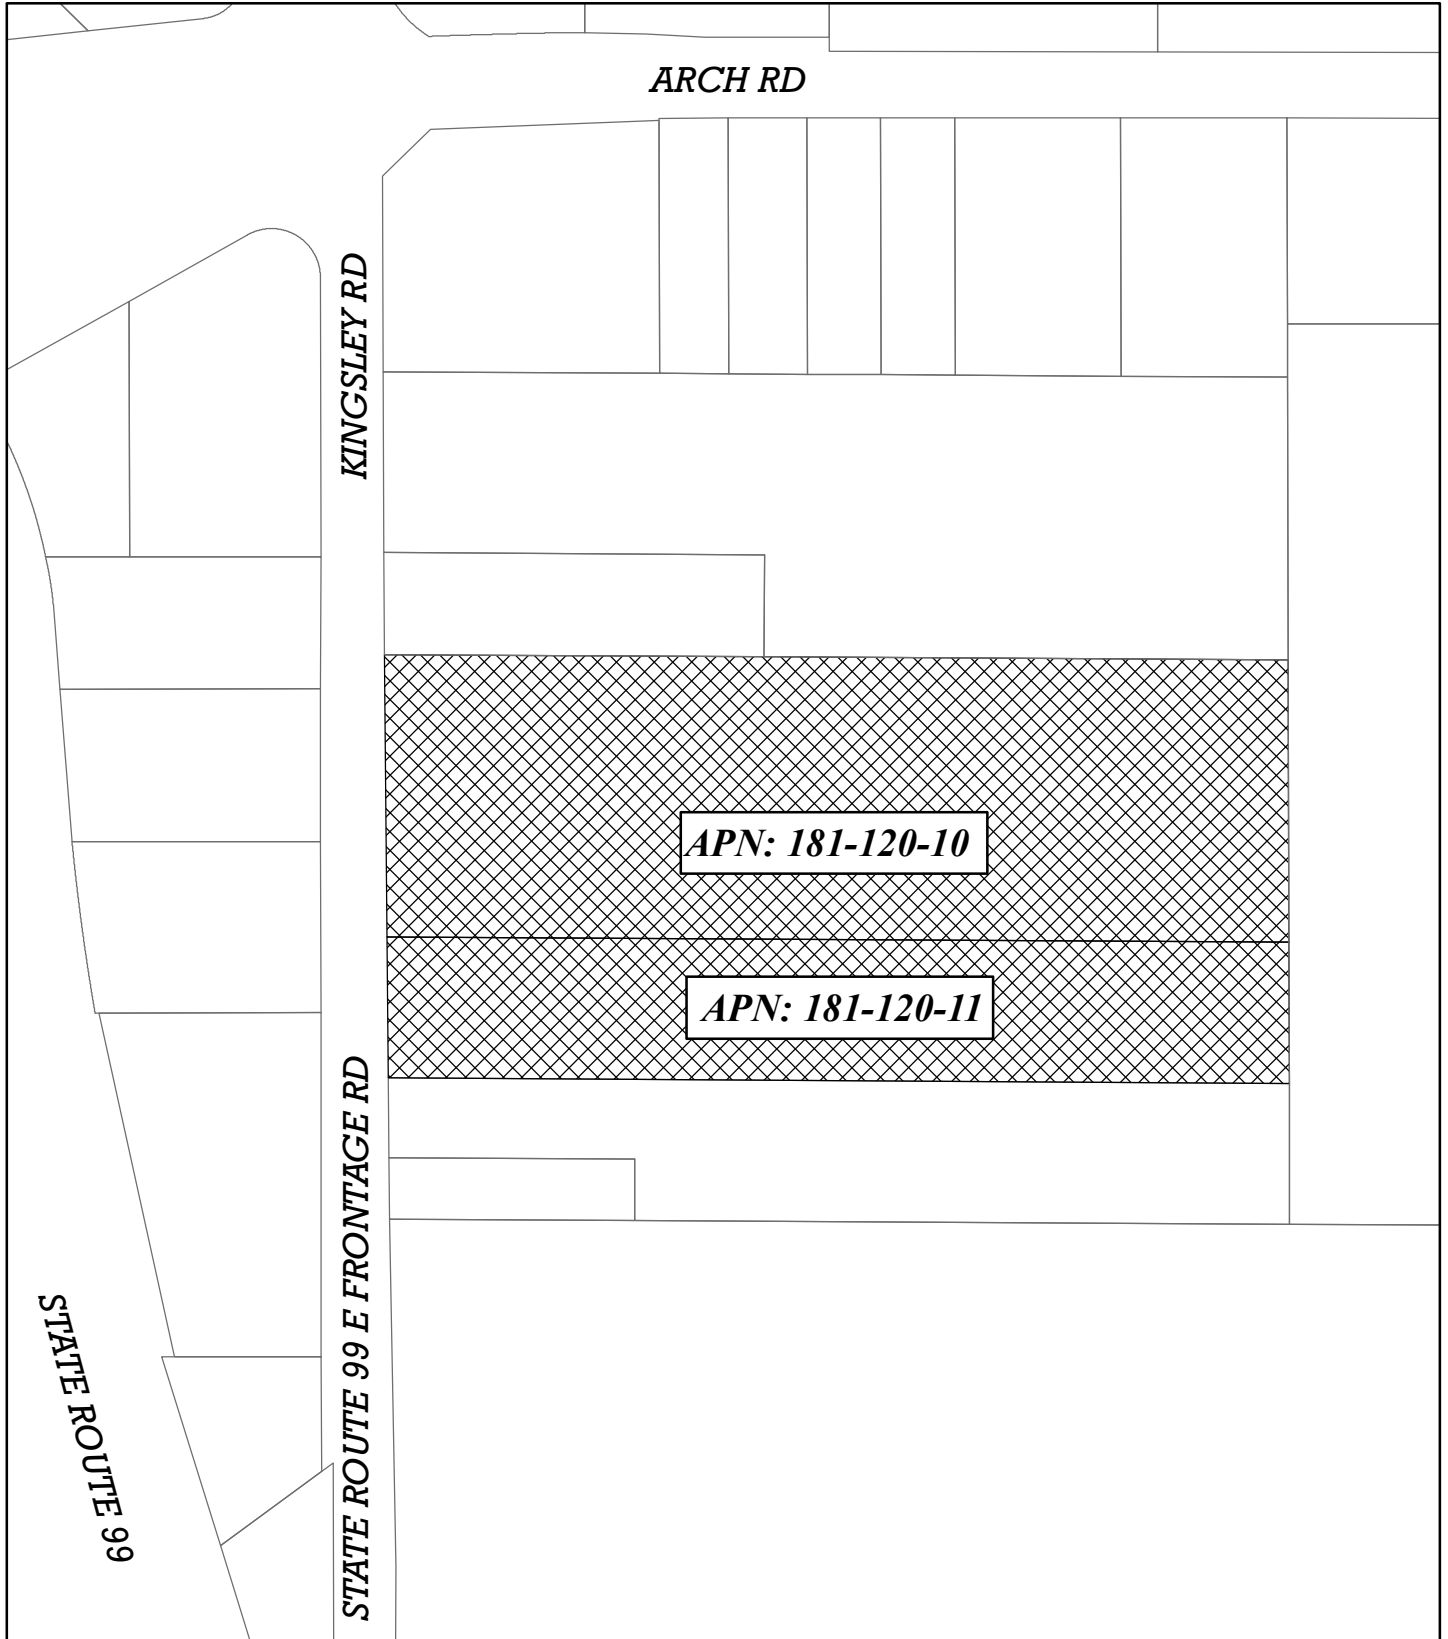 ARCH RD
KINGSLEY RD
APN: 181-120-10
APN: 181-120-11
STATE ROUTE 99 E FRONTAGE RD
STATE ROUTE 99